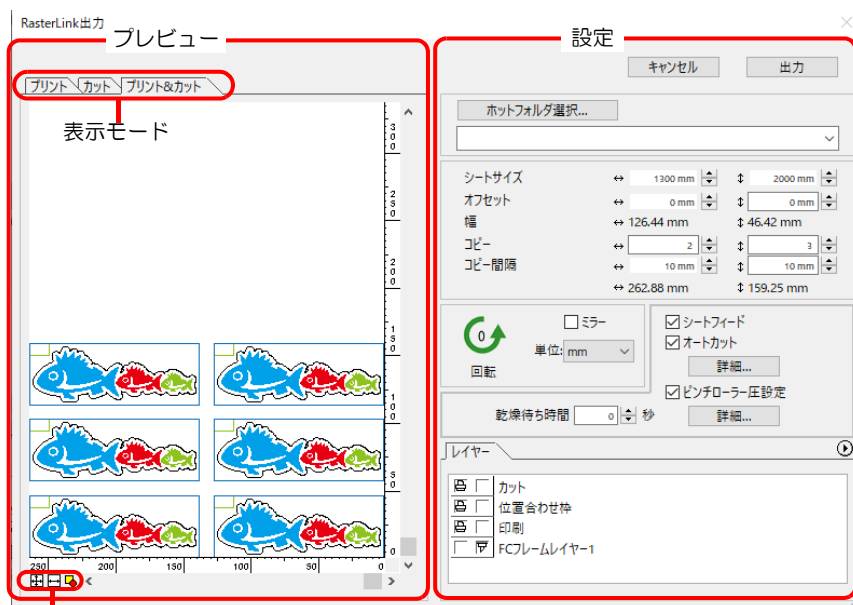 RasterLink出力
プレビュー
設定
キャンセル 出力
プリント カット プリント&カット
表示モード
ホットフォルダ選択...
シートサイズ 1300 mm 2000 mm
オフセット 0 mm 0 mm
幅 126.44 mm 46.42 mm
コピー 2 3
コピー間隔 10 mm 10 mm
262.88 mm 159.25 mm
0
回転
ミラー
単位: mm
シートフィード
オートカット
詳細...
ピンチローラー圧設定
詳細...
乾燥待ち時間 0 秒
レイヤー
カット
位置合わせ枠
印刷
FCフレームレイヤー1
300
250
200
150
100
50
0
250 200 150 100 50 0